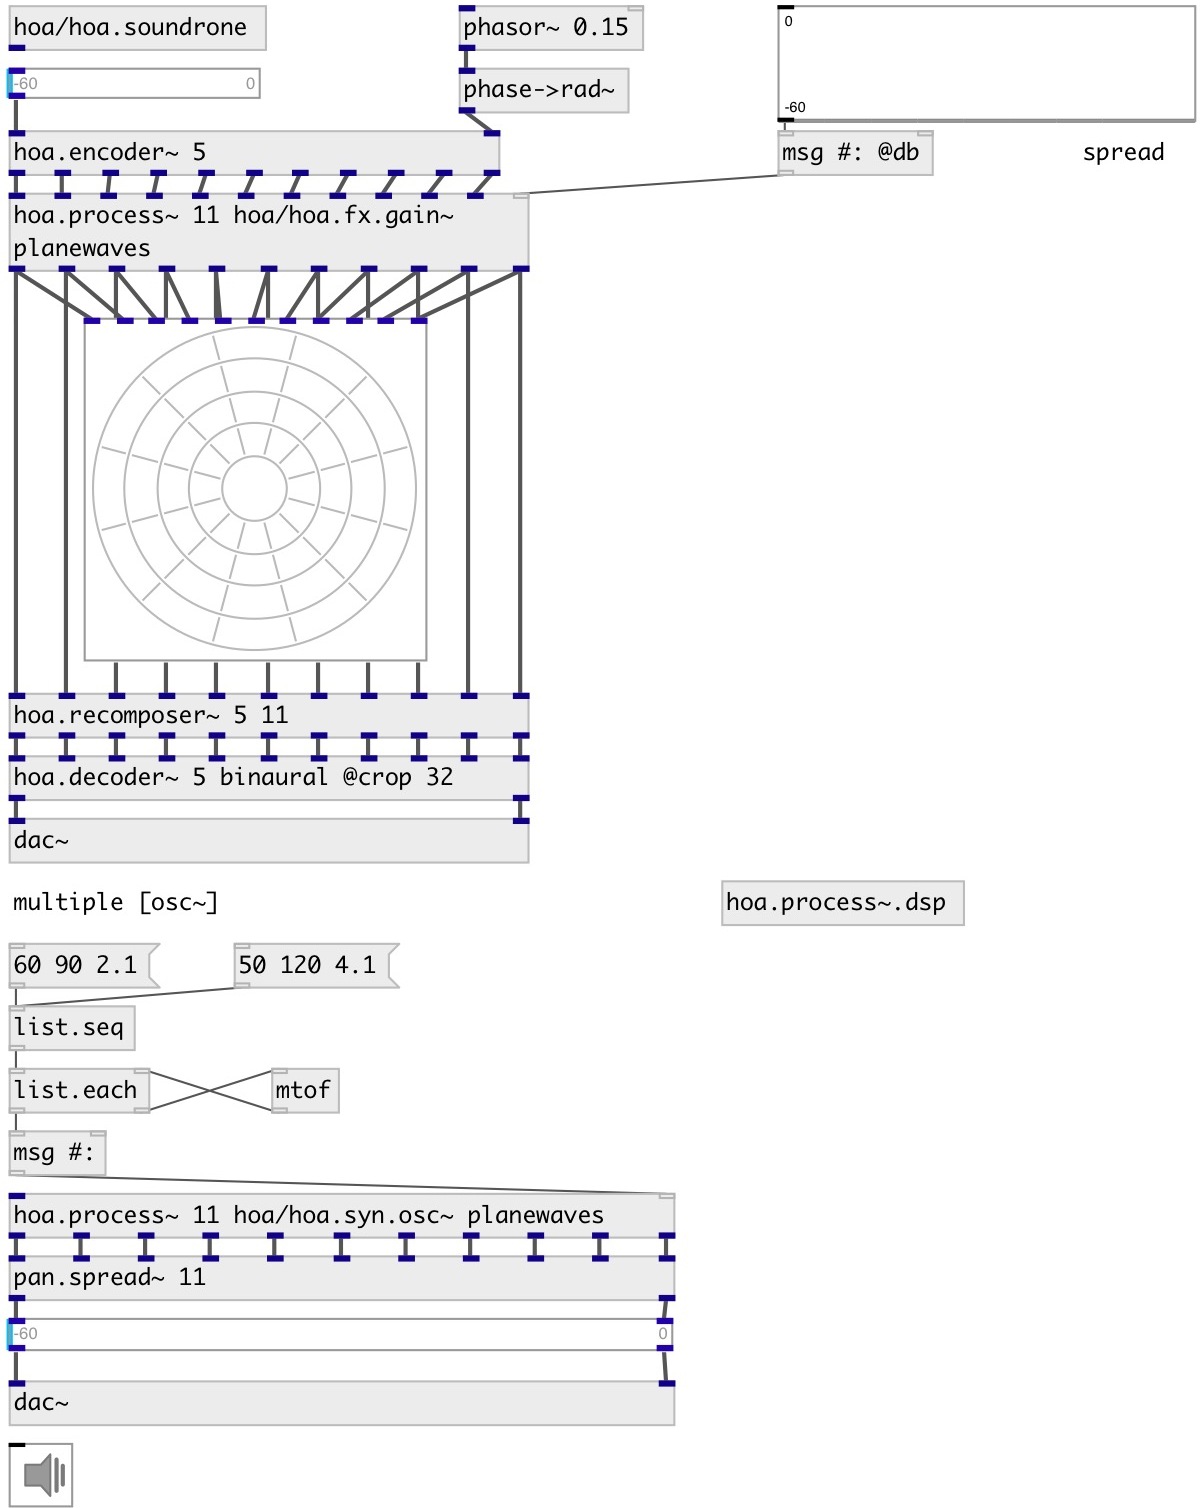 hoa/hoa.soundrone
phasor~ 0.15
0
-60 0
phase->rad~
-60
hoa.encoder~ 5
msg #: @db
spread
hoa.process~ 11 hoa/hoa.fx.gain~
planewaves
hoa.recomposer~ 5 11
hoa.decoder~ 5 binaural @crop 32
dac~
multiple [osc~]
hoa.process~.dsp
60 90 2.1
50 120 4.1
list.seq
list.each
mtof
msg #:
hoa.process~ 11 hoa/hoa.syn.osc~ planewaves
pan.spread~ 11
-60 0
dac~